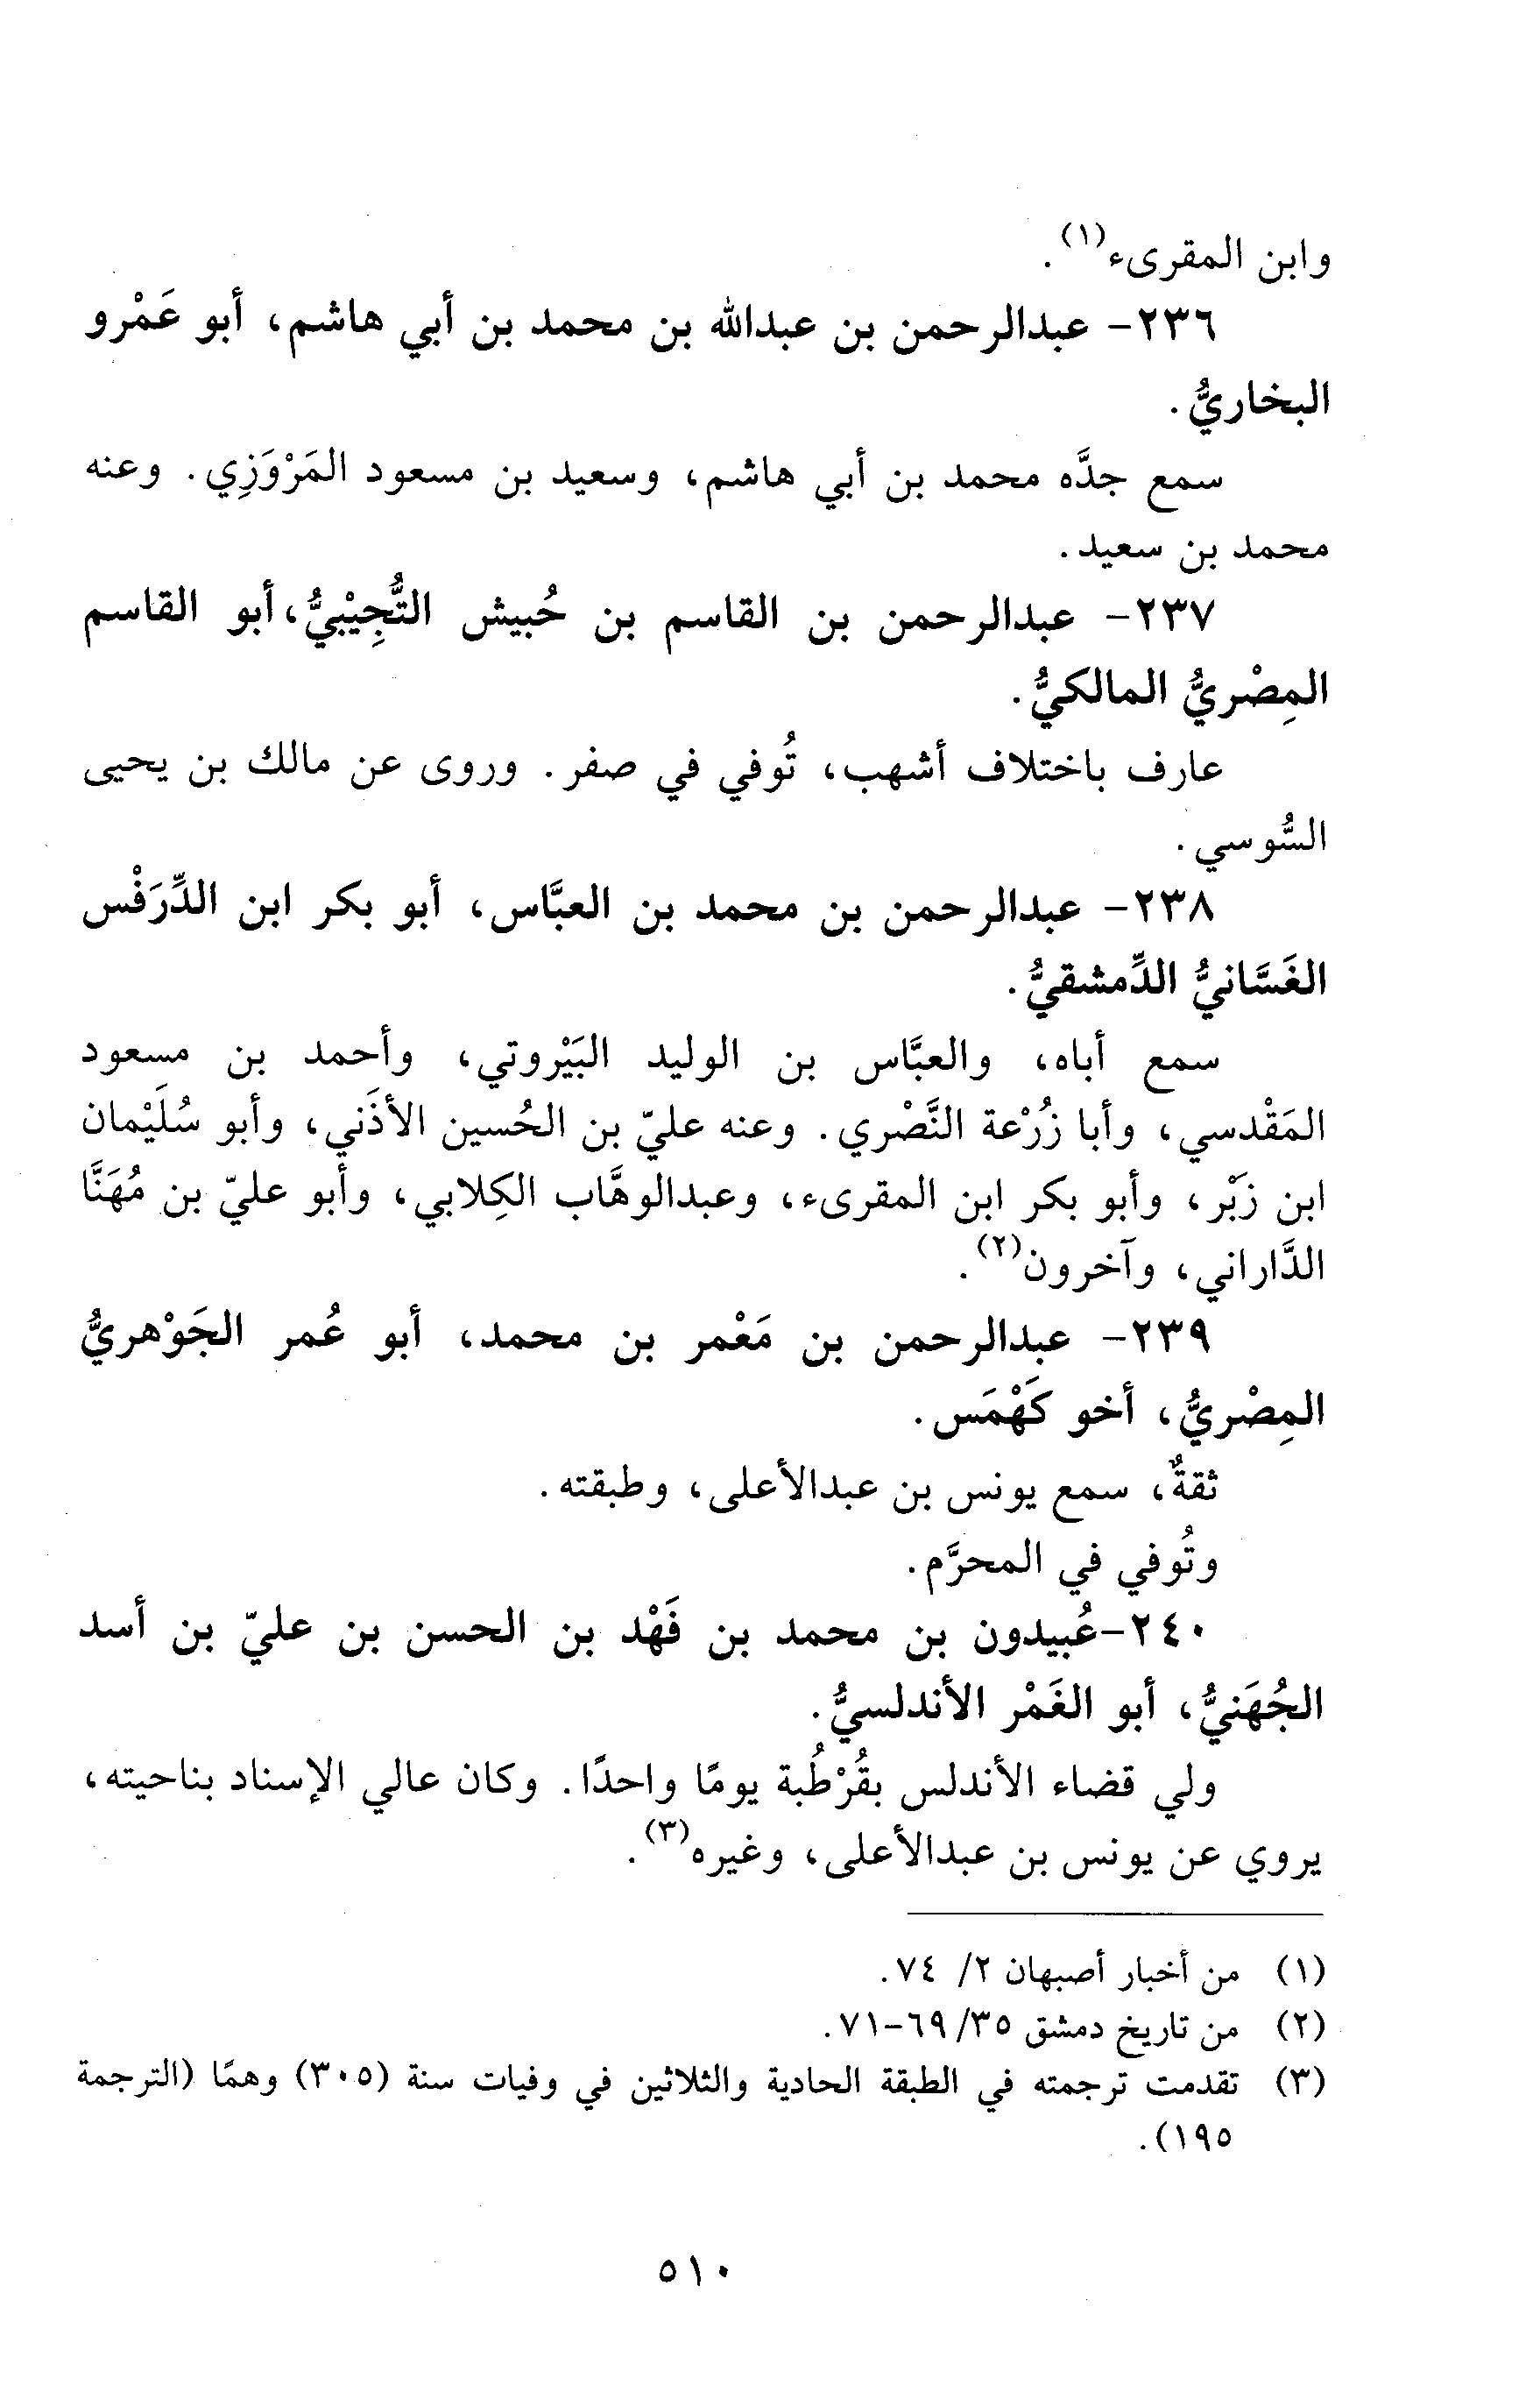 وابن المقرىء(١).
٢٣٦- عبدالرحمن بن عبدالله بن محمد بن أبي هاشم، أبو عَمْرو
البخاريُّ.
سمع جدَّه محمد بن أبي هاشم، وسعيد بن مسعود المَرْوَزِي. وعنه
محمد بن سعيد.
٢٣٧- عبدالرحمن بن القاسم بن حُبيش التُّجِيْبيُّ، أبو القاسم
المِصْريُّ المالكيُّ.
عارف باختلاف أشهب، تُوفي في صفر. وروى عن مالك بن يحيى
السُّوسي.
٢٣٨- عبدالرحمن بن محمد بن العبَّاس، أبو بكر ابن الدِّرَفْس
الغَسَّانيُّ الدِّمشقيُّ.
سمع أباه، والعبَّاس بن الوليد البَيْروتي، وأحمد بن مسعود
المَقْدسي، وأبا زُرْعة النَّصْري. وعنه عليّ بن الحُسين الأذَني، وأبو سُلَيْمان
ابن زَبْر، وأبو بكر ابن المقرىء، وعبدالوهَّاب الكِلابي، وأبو عليّ بن مُهَنَّا
الدَّاراني، وآخرون(٢).
٢٣٩- عبدالرحمن بن مَعْمر بن محمد، أبو عُمر الجَوْهريُّ
المِصْريُّ، أخو كَهْمَس.
ثقةٌ، سمع يونس بن عبدالأعلى، وطبقته.
وتُوفي في المحرَّم.
٢٤٠-عُبيدون بن محمد بن فَهْد بن الحسن بن عليّ بن أسد
الجُهَنيُّ، أبو الغَمْر الأندلسيُّ.
ولي قضاء الأندلس بقُرْطُبة يومًا واحدًا. وكان عالي الإسناد بناحيته،
يروي عن يونس بن عبدالأعلى، وغيره(٣).
(١) من أخبار أصبهان ٢/ ٧٤.
(٢) من تاريخ دمشق ٣٥/ ٦٩-٧١.
(٣) تقدمت ترجمته في الطبقة الحادية والثلاثين في وفيات سنة (٣٠٥) وهمًا (الترجمة
١٩٥).
٥١٠